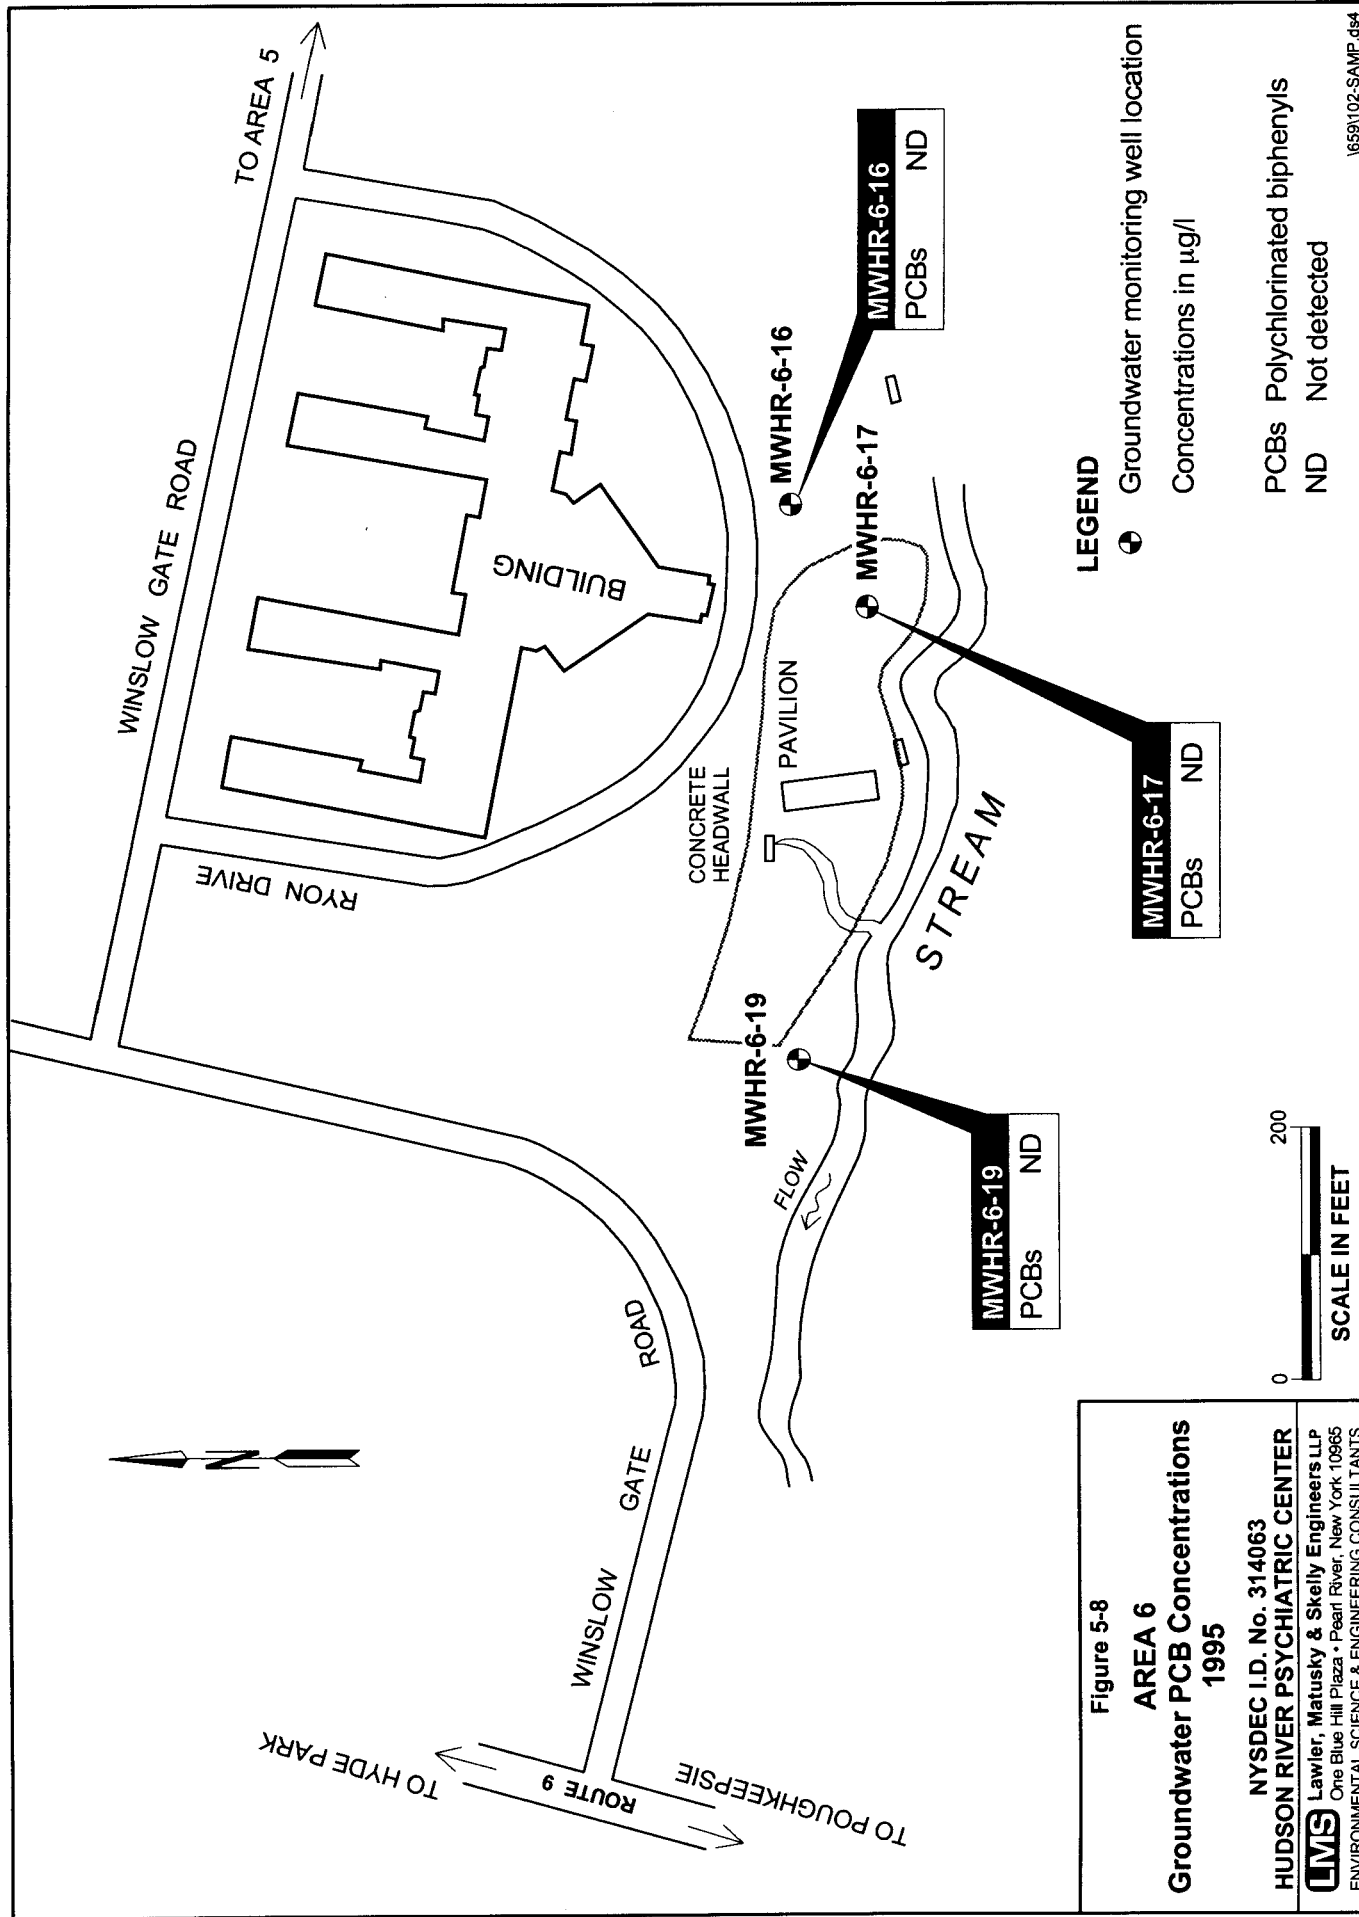 TO HYDE PARK
ROUTE 9
TO POUGHKEEPSIE
WINSLOW GATE ROAD
N
WINSLOW GATE ROAD
TO AREA 5
RYON DRIVE
BUILDING
CONCRETE
HEADWALL
PAVILION
MWHR-6-19
MWHR-6-16
MWHR-6-17
FLOW
STREAM
MWHR-6-19
PCBs ND
MWHR-6-17
PCBs ND
MWHR-6-16
PCBs ND
LEGEND
Groundwater monitoring well location
Concentrations in µg/l
PCBs Polychlorinated biphenyls
ND Not detected
0 200
SCALE IN FEET
Figure 5-8
AREA 6
Groundwater PCB Concentrations
1995
NYSDEC I.D. No. 314063
HUDSON RIVER PSYCHIATRIC CENTER
LMS Lawler, Matusky & Skelly Engineers LLP
One Blue Hill Plaza • Pearl River, New York 10965
ENVIRONMENTAL SCIENCE & ENGINEERING CONSULTANTS
\659\102-SAMP.ds4